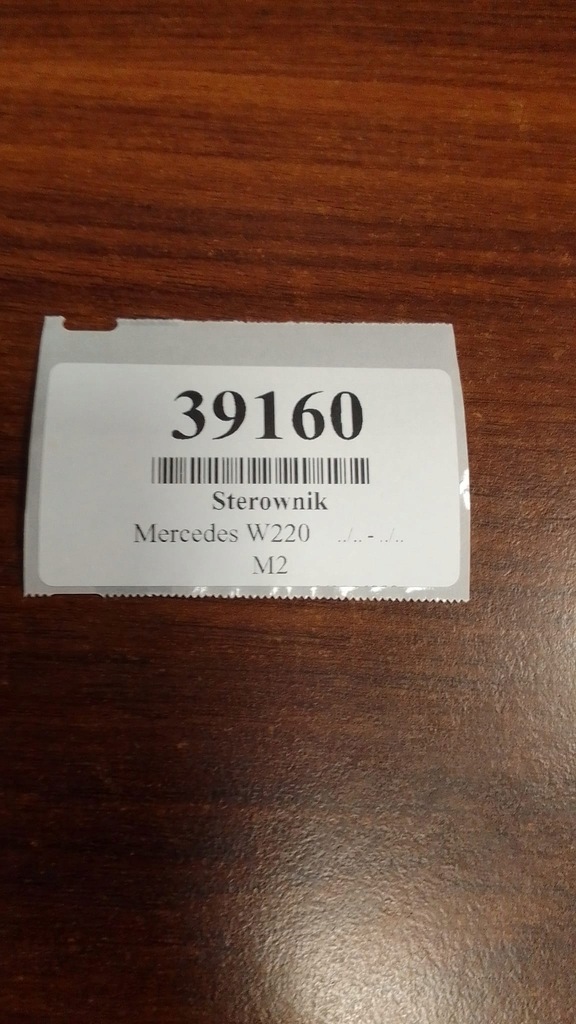 39160
Sterownik
Mercedes W220 ../.. - ../..
M2